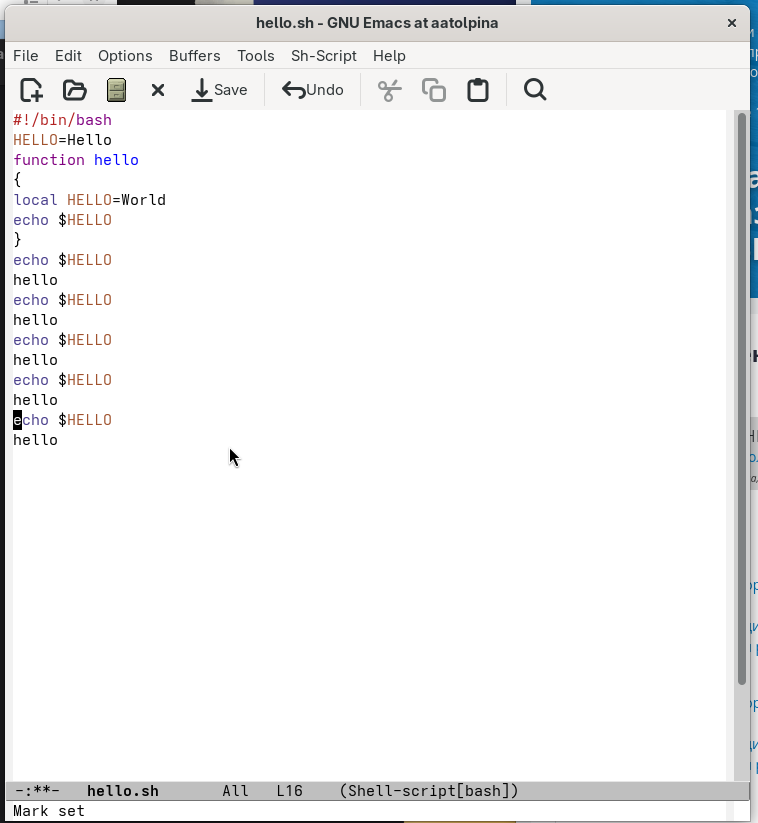 hello.sh - GNU Emacs at aatolpina
File Edit Options Buffers Tools Sh-Script Help
Save Undo
#!/bin/bash
HELLO=Hello
function hello
{
local HELLO=World
echo $HELLO
}
echo $HELLO
hello
echo $HELLO
hello
echo $HELLO
hello
echo $HELLO
hello
echo $HELLO
hello
-:**- hello.sh All L16 (Shell-script[bash])
Mark set